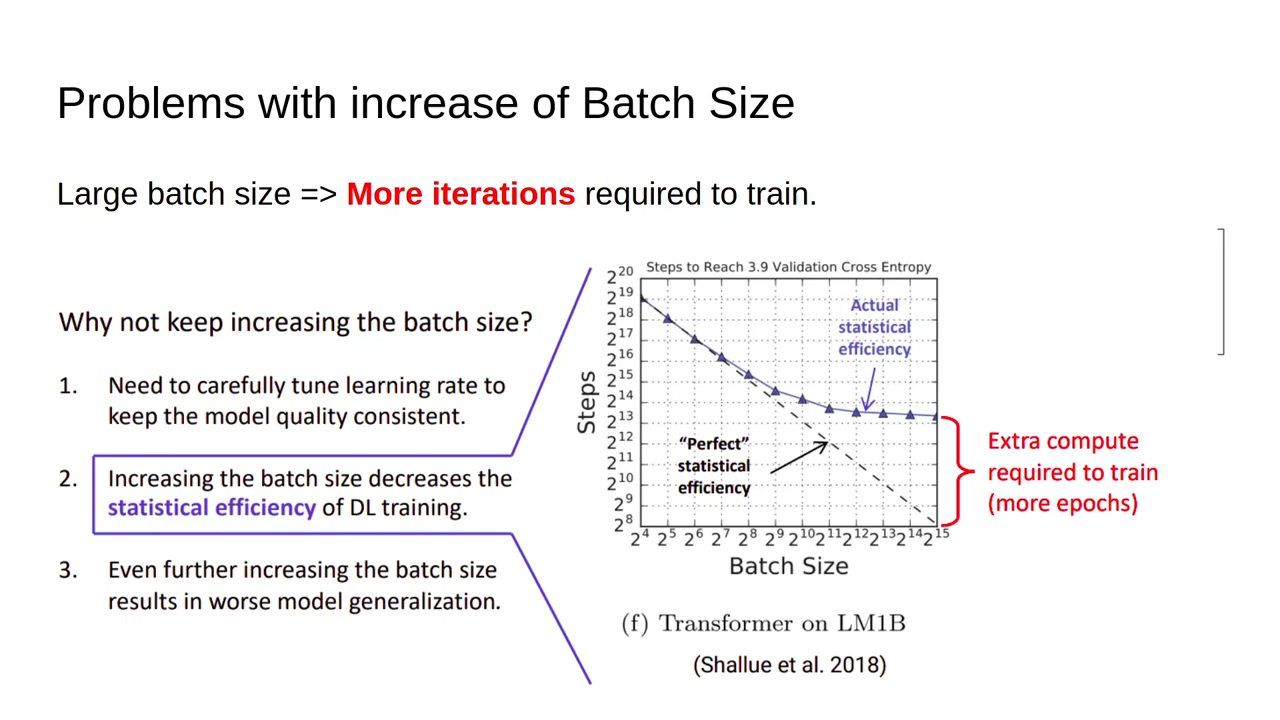 Problems with increase of Batch Size
Large batch size => More iterations required to train.
Why not keep increasing the batch size?
1. Need to carefully tune learning rate to
keep the model quality consistent.
2. Increasing the batch size decreases the
statistical efficiency of DL training.
3. Even further increasing the batch size
results in worse model generalization.
Steps to Reach 3.9 Validation Cross Entropy
2^20
2^19
2^18
2^17
2^16
2^15
2^14
2^13
2^12
2^11
2^10
2^9
2^8
Steps
Actual
statistical
efficiency
“Perfect”
statistical
efficiency
2^4 2^5 2^6 2^7 2^8 2^9 2^10 2^11 2^12 2^13 2^14 2^15
Batch Size
Extra compute
required to train
(more epochs)
(f) Transformer on LM1B
(Shallue et al. 2018)